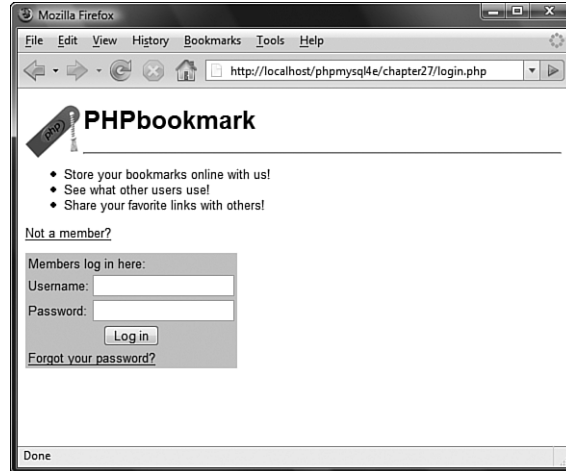 Mozilla Firefox
File Edit View History Bookmarks Tools Help
http://localhost/phpmysql4e/chapter27/login.php
php
PHPbookmark
Store your bookmarks online with us!
See what other users use!
Share your favorite links with others!
Not a member?
Members log in here:
Username:
Password:
Log in
Forgot your password?
Done